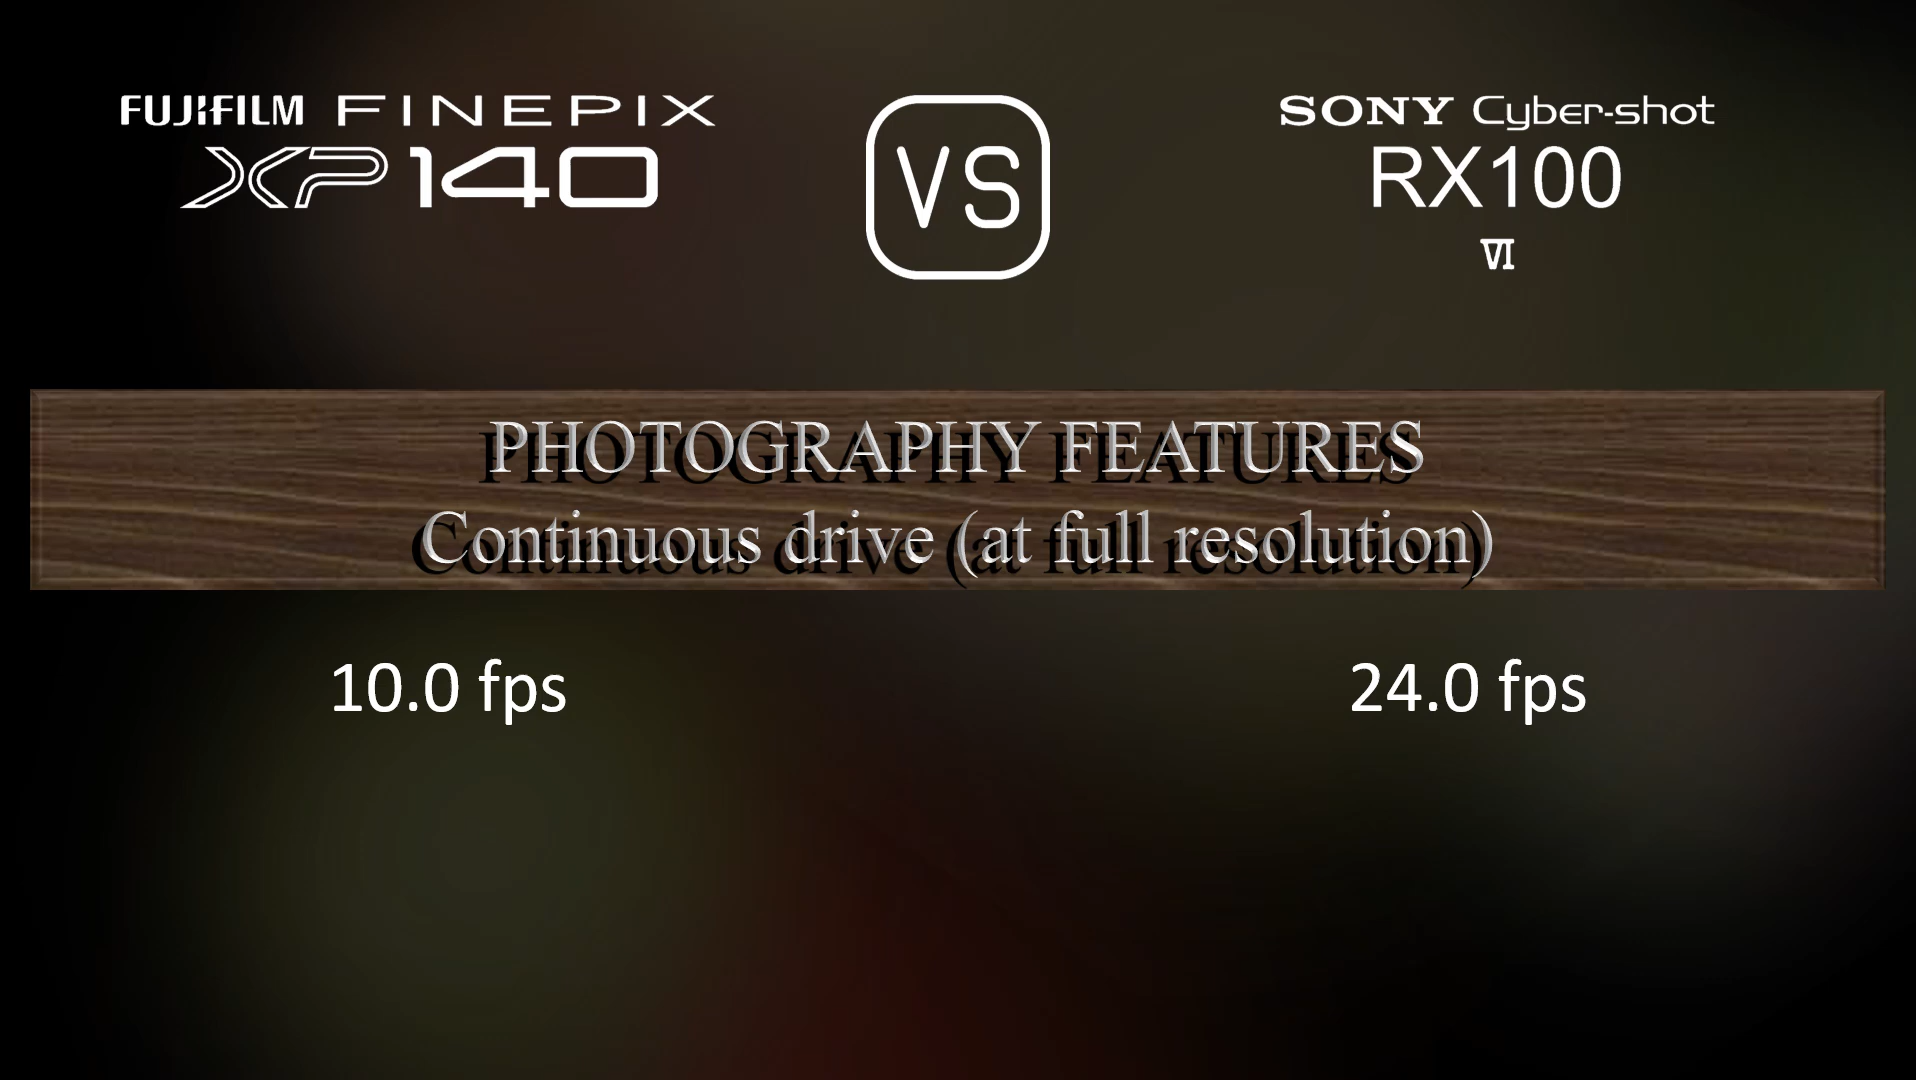 FUJIFILM FINEPIX
XP140
VS
SONY Cyber-shot
RX100
VI
PHOTOGRAPHY FEATURES
Continuous drive (at full resolution)
10.0 fps
24.0 fps